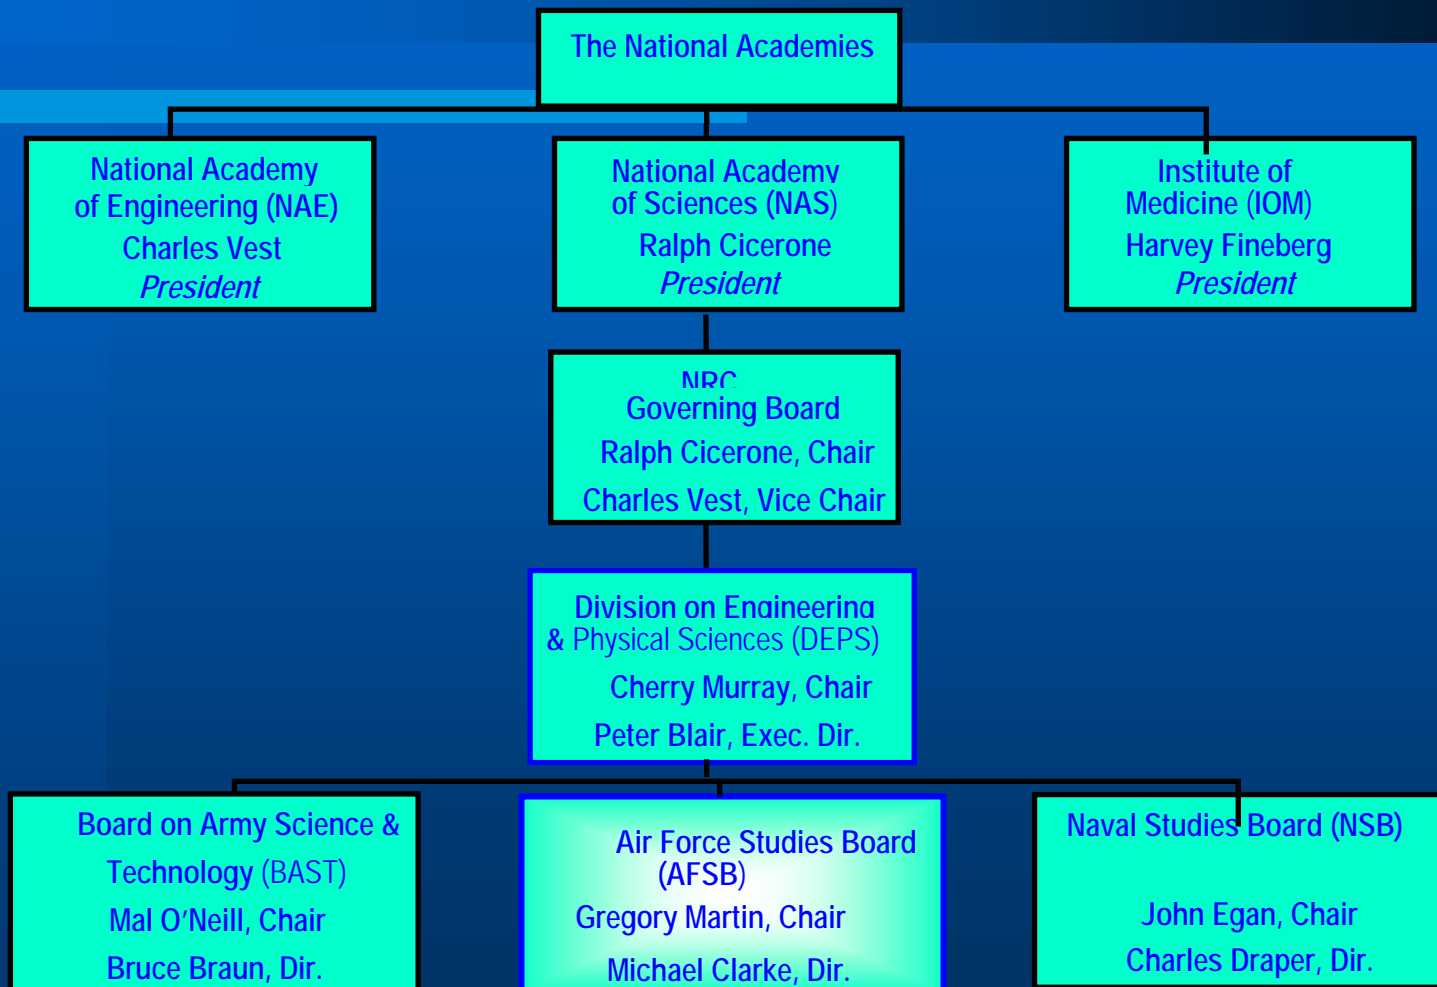 The National Academies
National Academy
of Engineering (NAE)
Charles Vest
President
National Academy
of Sciences (NAS)
Ralph Cicerone
President
Institute of
Medicine (IOM)
Harvey Fineberg
President
NRC
Governing Board
Ralph Cicerone, Chair
Charles Vest, Vice Chair
Division on Engineering
& Physical Sciences (DEPS)
Cherry Murray, Chair
Peter Blair, Exec. Dir.
Board on Army Science &
Technology (BAST)
Mal O’Neill, Chair
Bruce Braun, Dir.
Air Force Studies Board
(AFSB)
Gregory Martin, Chair
Michael Clarke, Dir.
Naval Studies Board (NSB)
John Egan, Chair
Charles Draper, Dir.